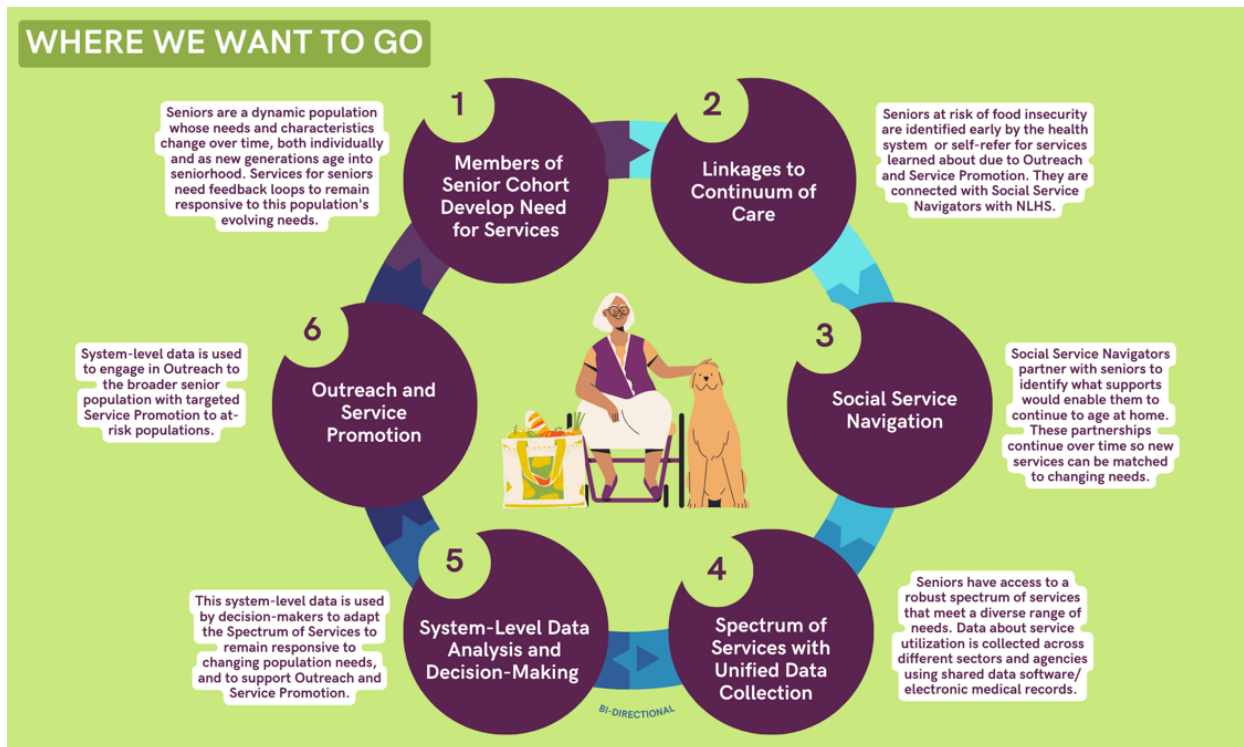 WHERE WE WANT TO GO
Seniors are a dynamic population
whose needs and characteristics
change over time, both individually
and as new generations age into
seniorhood. Services for seniors
need feedback loops to remain
responsive to this population's
evolving needs.
1
Members of
Senior Cohort
Develop Need
for Services
2
Linkages to
Continuum of
Care
Seniors at risk of food insecurity
are identified early by the health
system or self-refer for services
learned about due to Outreach
and Service Promotion. They are
connected with Social Service
Navigators with NLHS.
3
Social Service
Navigation
Social Service Navigators
partner with seniors to
identify what supports
would enable them to
continue to age at home.
These partnerships
continue over time so new
services can be matched
to changing needs.
4
Spectrum of
Services with
Unified Data
Collection
Seniors have access to a
robust spectrum of services
that meet a diverse range of
needs. Data about service
utilization is collected across
different sectors and agencies
using shared data software/
electronic medical records.
BI-DIRECTIONAL
5
System-Level Data
Analysis and
Decision-Making
This system-level data is used
by decision-makers to adapt
the Spectrum of Services to
remain responsive to
changing population needs,
and to support Outreach and
Service Promotion.
6
Outreach and
Service
Promotion
System-level data is used
to engage in Outreach to
the broader senior
population with targeted
Service Promotion to at-
risk populations.